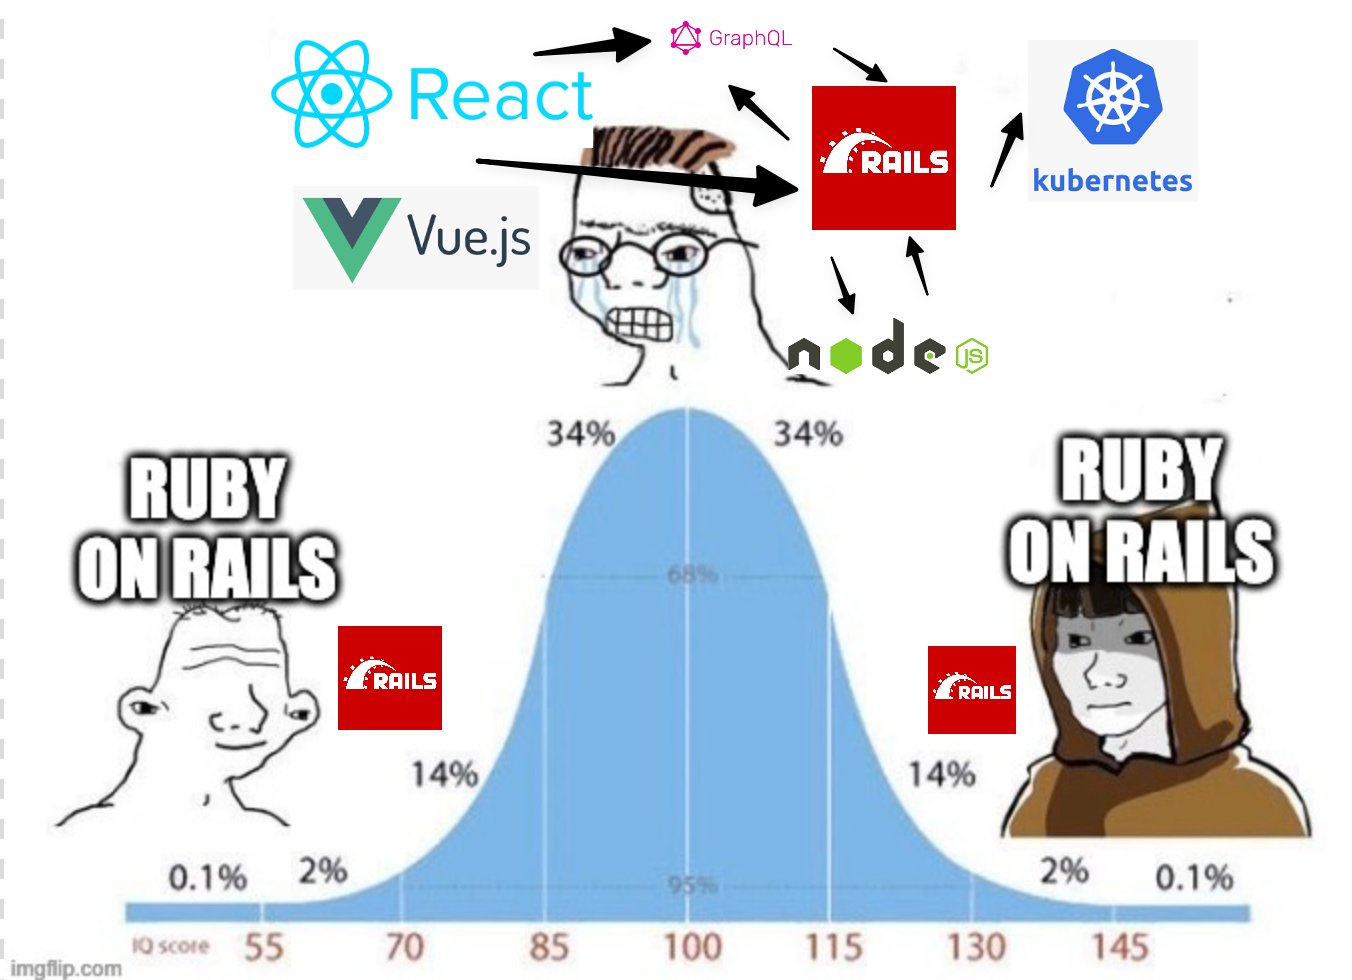 GraphQL
React
RAILS
kubernetes
Vue.js
node
JS
34%
34%
RUBY
ON RAILS
RUBY
ON RAILS
68%
RAILS
RAILS
14%
14%
0.1%
2%
95%
2%
0.1%
IQ score 55 70 85 100 115 130 145
imgflip.com